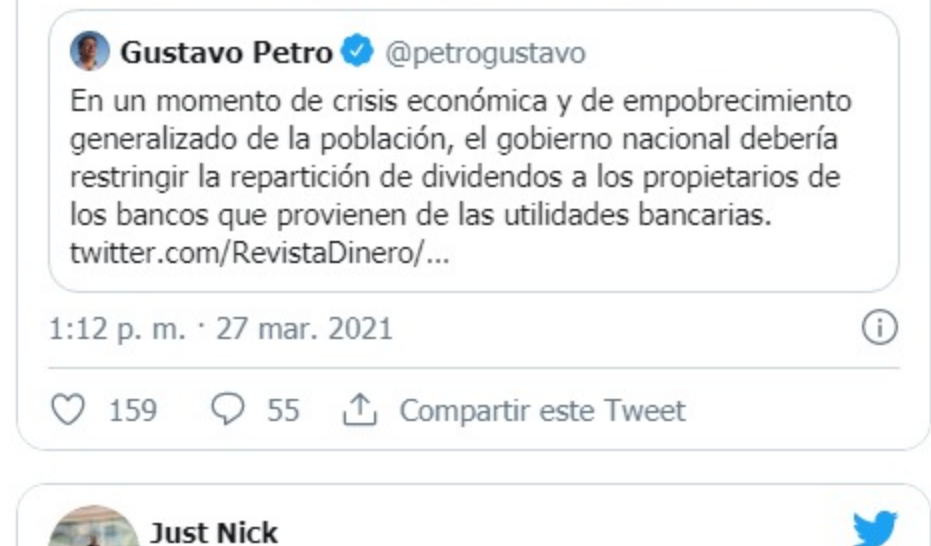 Gustavo Petro @petrogustavo
En un momento de crisis económica y de empobrecimiento
generalizado de la población, el gobierno nacional debería
restringir la repartición de dividendos a los propietarios de
los bancos que provienen de las utilidades bancarias.
twitter.com/RevistaDinero/...
1:12 p. m. · 27 mar. 2021
159 55 Compartir este Tweet
Just Nick